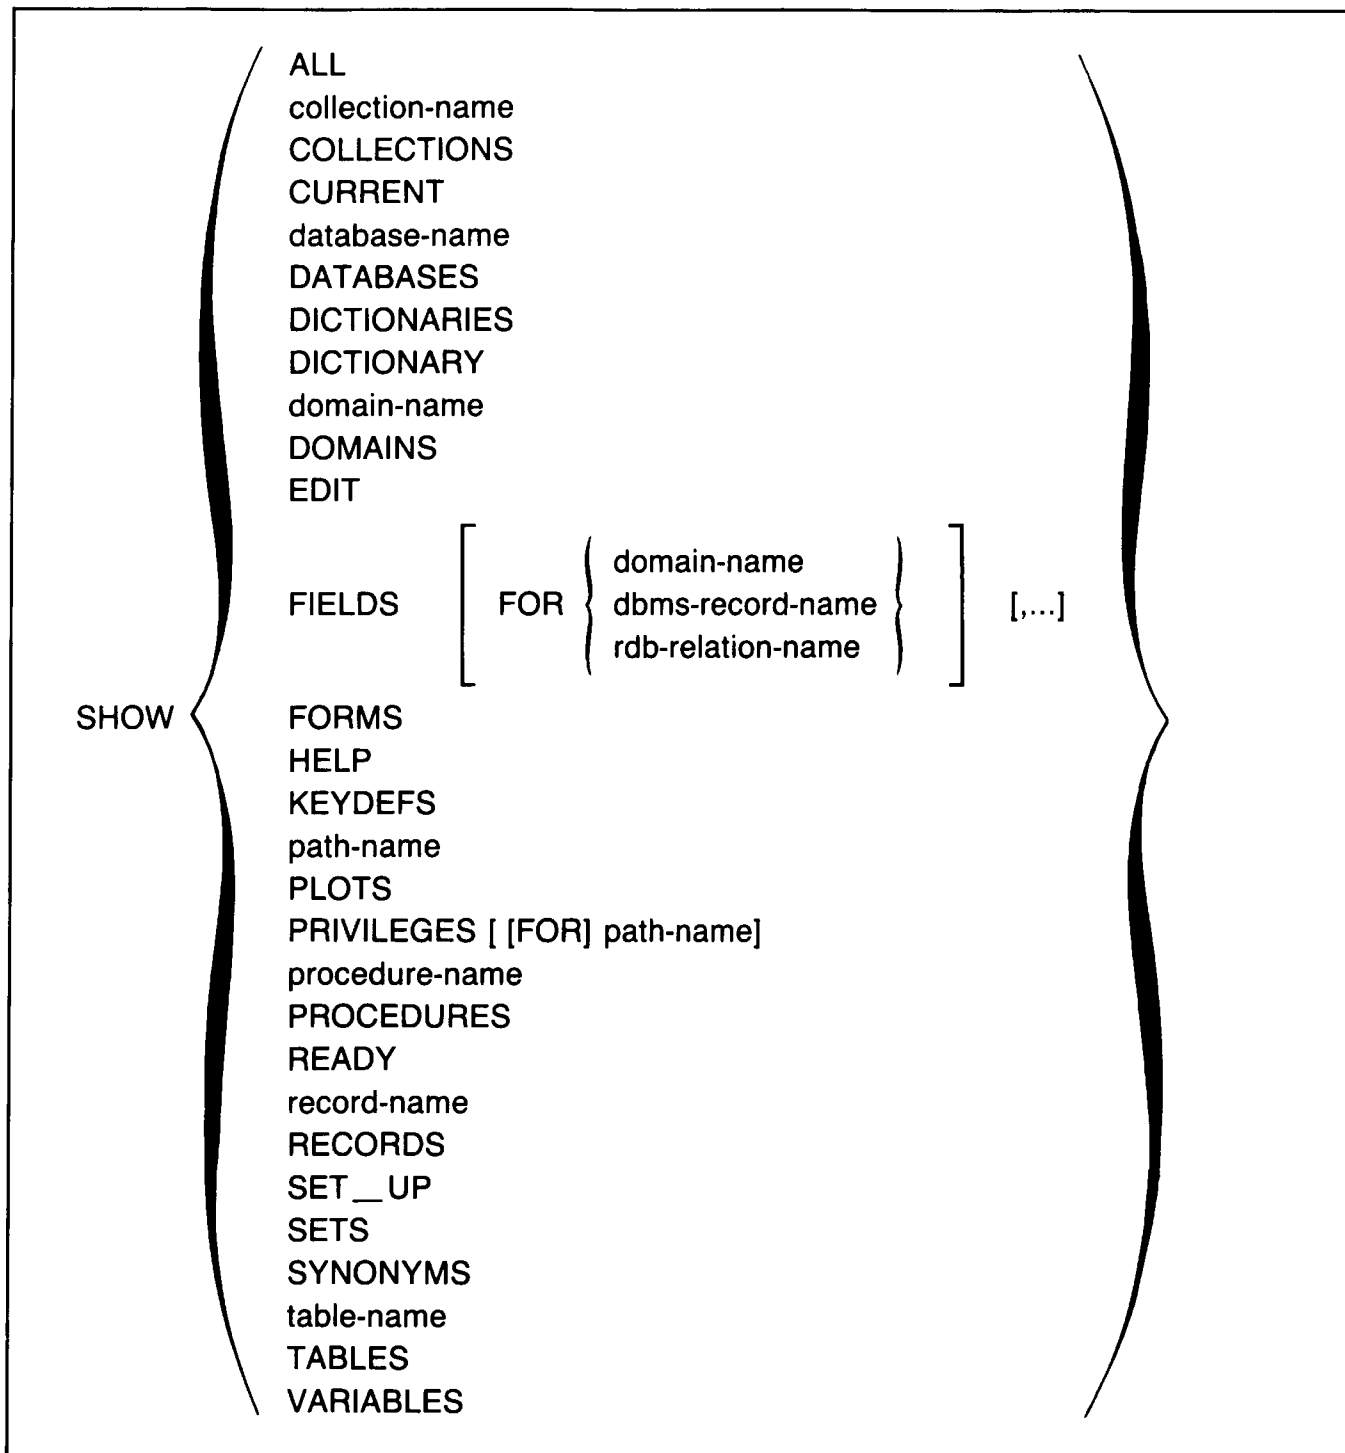 ALL
collection-name
COLLECTIONS
CURRENT
database-name
DATABASES
DICTIONARIES
DICTIONARY
domain-name
DOMAINS
EDIT
domain-name
FIELDS [ FOR { dbms-record-name } ] [,...]
rdb-relation-name
SHOW FORMS
HELP
KEYDEFS
path-name
PLOTS
PRIVILEGES [ [FOR] path-name]
procedure-name
PROCEDURES
READY
record-name
RECORDS
SET__UP
SETS
SYNONYMS
table-name
TABLES
VARIABLES